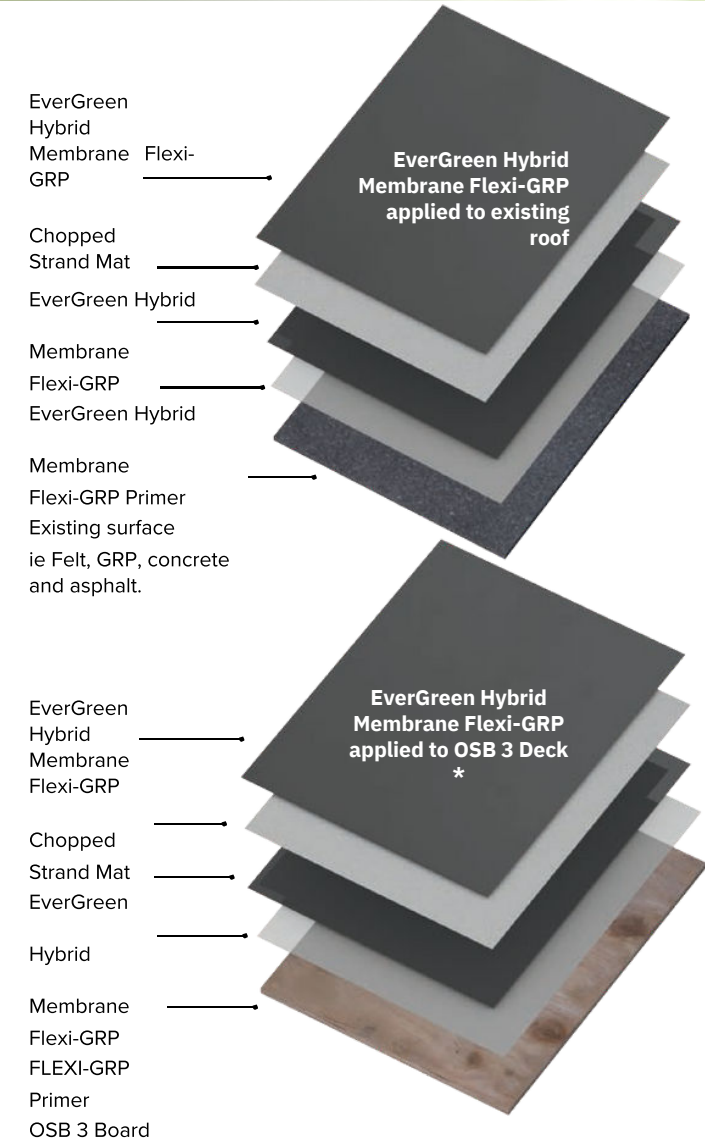 EverGreen
Hybrid
Membrane Flexi-
GRP
EverGreen Hybrid
Membrane Flexi-GRP
applied to existing
roof
Chopped
Strand Mat
EverGreen Hybrid
Membrane
Flexi-GRP
EverGreen Hybrid
Membrane
Flexi-GRP Primer
Existing surface
ie Felt, GRP, concrete
and asphalt.
EverGreen
Hybrid
Membrane
Flexi-GRP
EverGreen Hybrid
Membrane Flexi-GRP
applied to OSB 3 Deck
*
Chopped
Strand Mat
EverGreen
Hybrid
Membrane
Flexi-GRP
FLEXI-GRP
Primer
OSB 3 Board